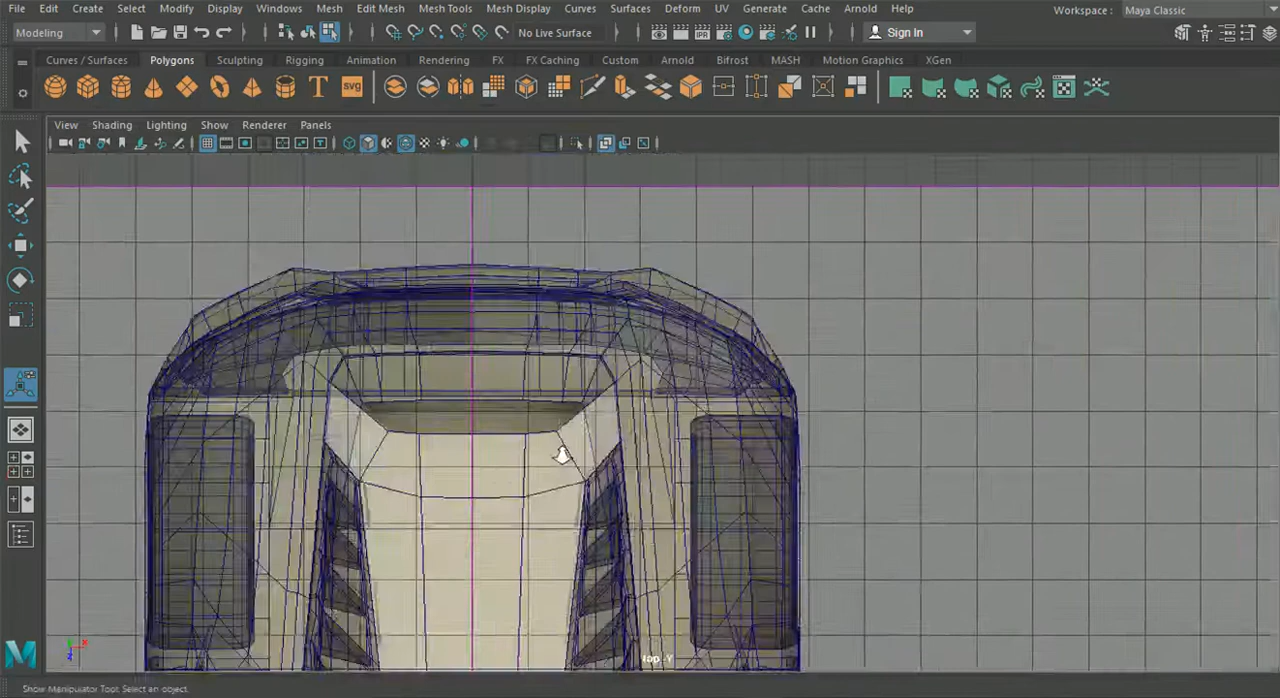 File Edit Create Select Modify Display Windows Mesh Edit Mesh Mesh Tools Mesh Display Curves Surfaces Deform UV Generate Cache Arnold Help Workspace : Maya Classic
Modeling No Live Surface IPR Sign In
Curves / Surfaces Polygons Sculpting Rigging Animation Rendering FX FX Caching Custom Arnold Bifrost MASH Motion Graphics XGen
T SVG
View Shading Lighting Show Renderer Panels
top -Y
M
Show Manipulator Tool: Select an object.